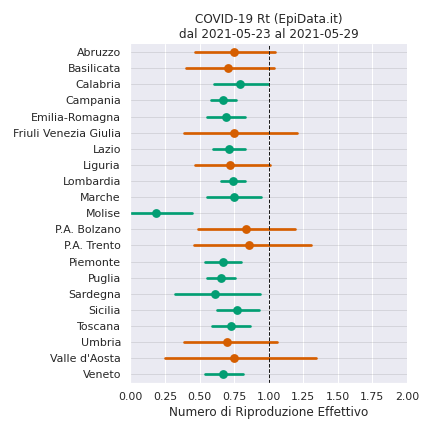 COVID-19 Rt (EpiData.it)
dal 2021-05-23 al 2021-05-29
Abruzzo
Basilicata
Calabria
Campania
Emilia-Romagna
Friuli Venezia Giulia
Lazio
Liguria
Lombardia
Marche
Molise
P.A. Bolzano
P.A. Trento
Piemonte
Puglia
Sardegna
Sicilia
Toscana
Umbria
Valle d'Aosta
Veneto
0.00 0.25 0.50 0.75 1.00 1.25 1.50 1.75 2.00
Numero di Riproduzione Effettivo